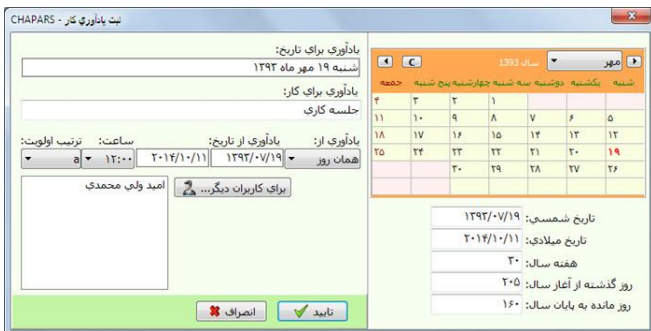 ثبت يادآوري كار - CHAPARS
يادآوري براي تاريخ:
شنبه ۱۹ مهر ماه ۱۳۹۳
يادآوري براي كار:
جلسه كاري
يادآوري از: يادآوري از تاريخ: ساعت: ترتيب اولويت:
همان روز ۱۳۹۳/۰۷/۱۹ ۲۰۱۴/۱۰/۱۱ ۱۲:۰۰ a
براي كاربران ديگر...
اميد ولي محمدي
تاييد انصراف
مهر سال 1393 C
شنبه يكشنبه دوشنبه سه شنبه چهارشنبه پنج شنبه جمعه
۱ ۲ ۳ ۴
۵ ۶ ۷ ۸ ۹ ۱۰ ۱۱
۱۲ ۱۳ ۱۴ ۱۵ ۱۶ ۱۷ ۱۸
۱۹ ۲۰ ۲۱ ۲۲ ۲۳ ۲۴ ۲۵
۲۶ ۲۷ ۲۸ ۲۹ ۳۰
تاريخ شمسي: ۱۳۹۳/۰۷/۱۹
تاريخ ميلادي: ۲۰۱۴/۱۰/۱۱
هفته سال: ۳۰
روز گذشته از آغاز سال: ۲۰۵
روز مانده به پايان سال: ۱۶۰